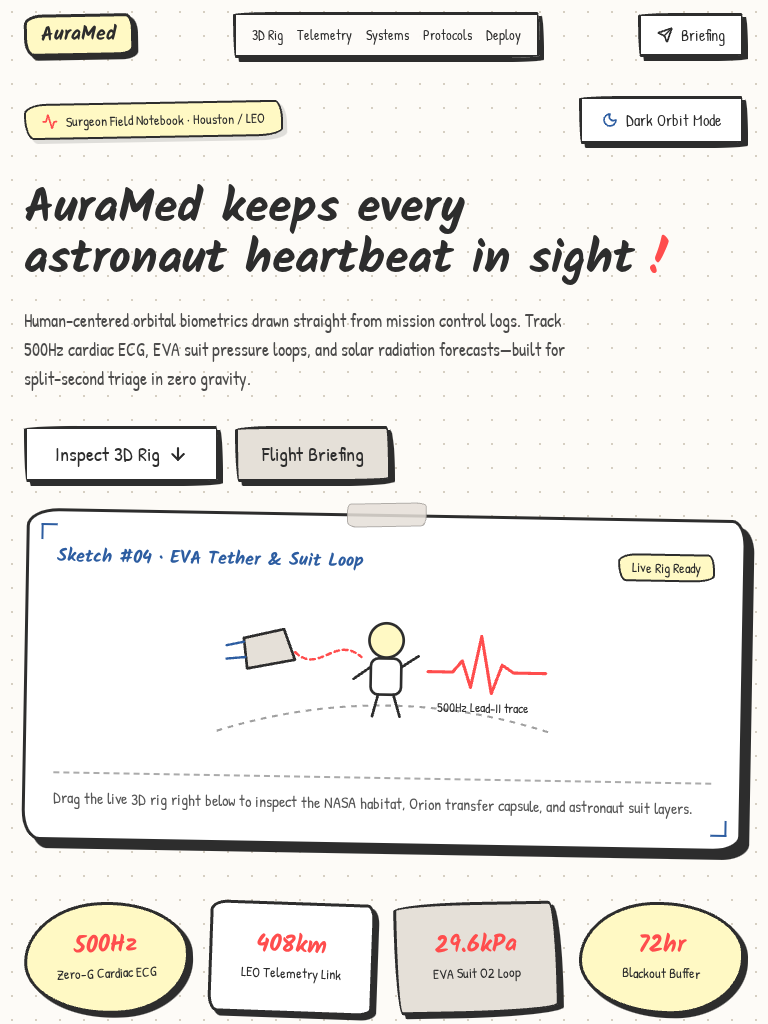 AuraMed
3D Rig Telemetry Systems Protocols Deploy
Briefing
Surgeon Field Notebook · Houston / LEO
Dark Orbit Mode
AuraMed keeps every
astronaut heartbeat in sight !
Human-centered orbital biometrics drawn straight from mission control logs. Track
500Hz cardiac ECG, EVA suit pressure loops, and solar radiation forecasts—built for
split-second triage in zero gravity.
Inspect 3D Rig
Flight Briefing
Sketch #04 · EVA Tether & Suit Loop
Live Rig Ready
500Hz Lead-II trace
Drag the live 3D rig right below to inspect the NASA habitat, Orion transfer capsule, and astronaut suit layers.
500Hz
Zero-G Cardiac ECG
408km
LEO Telemetry Link
29.6kPa
EVA Suit O2 Loop
72hr
Blackout Buffer